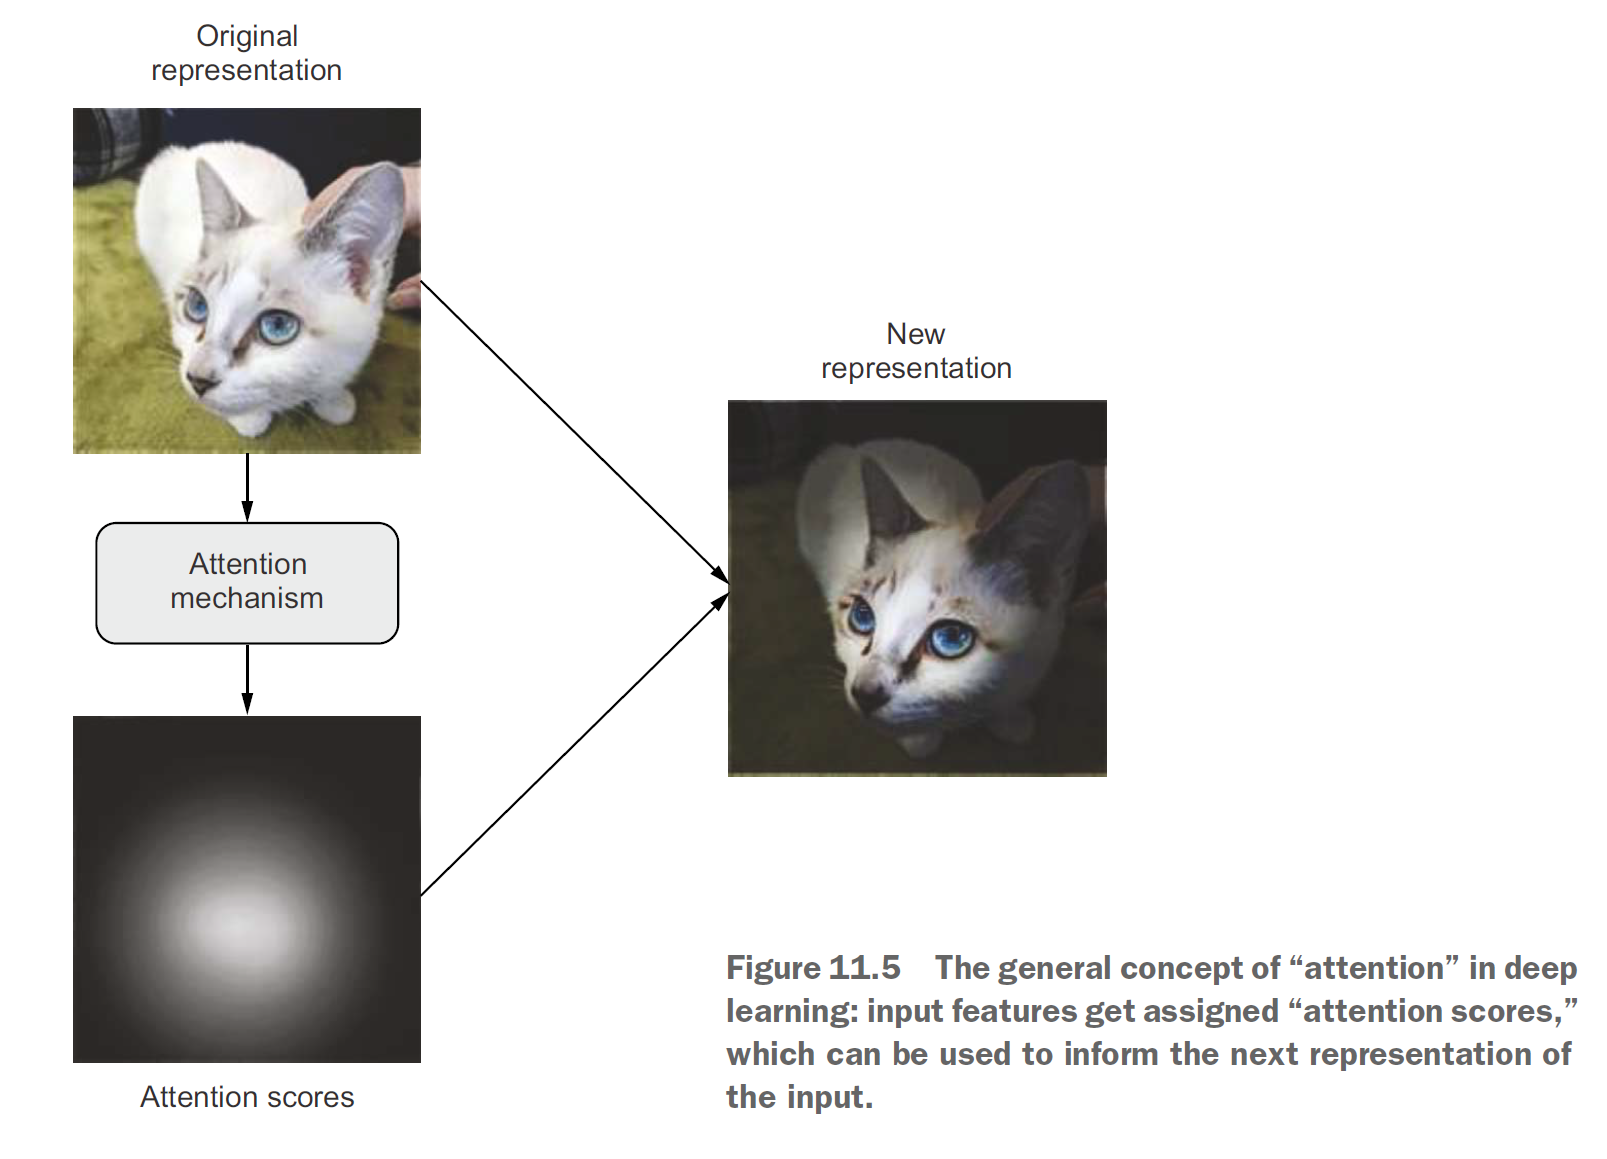 Original
representation
Attention
mechanism
Attention scores
New
representation
Figure 11.5 The general concept of “attention” in deep
learning: input features get assigned “attention scores,”
which can be used to inform the next representation of
the input.